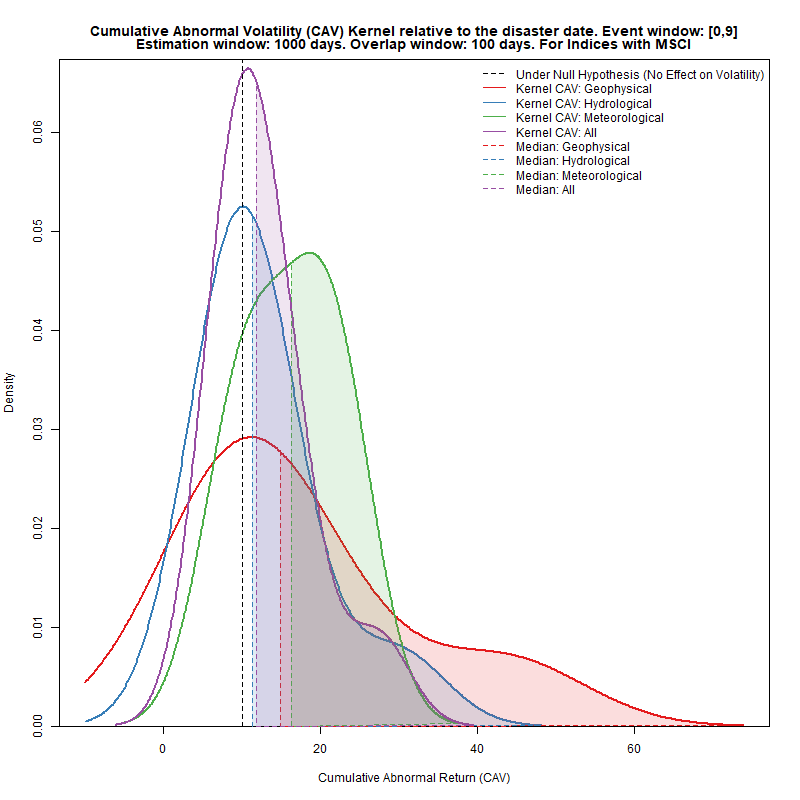 Cumulative Abnormal Volatility (CAV) Kernel relative to the disaster date. Event window: [0,9]
Estimation window: 1000 days. Overlap window: 100 days. For Indices with MSCI
Under Null Hypothesis (No Effect on Volatility)
Kernel CAV: Geophysical
Kernel CAV: Hydrological
Kernel CAV: Meteorological
Kernel CAV: All
Median: Geophysical
Median: Hydrological
Median: Meteorological
Median: All
Density
0.06
0.05
0.04
0.03
0.02
0.01
0.00
0 20 40 60
Cumulative Abnormal Return (CAV)